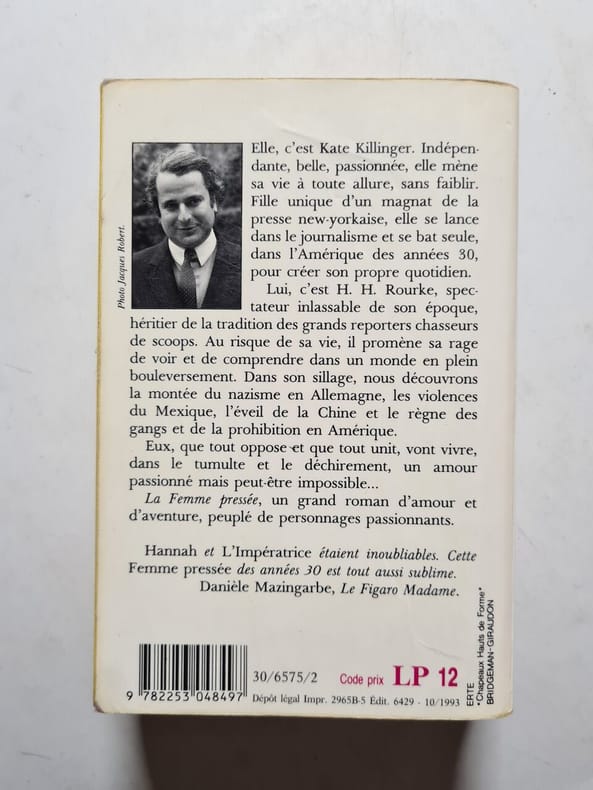 Elle, c'est Kate Killinger. Indépen-
dante, belle, passionnée, elle mène
sa vie à toute allure, sans faiblir.
Fille unique d'un magnat de la
presse new-yorkaise, elle se lance
dans le journalisme et se bat seule,
dans l'Amérique des années 30,
pour créer son propre quotidien.
Lui, c'est H. H. Rourke, spec-
tateur inlassable de son époque,
héritier de la tradition des grands reporters chasseurs
de scoops. Au risque de sa vie, il promène sa rage
de voir et de comprendre dans un monde en plein
bouleversement. Dans son sillage, nous découvrons
la montée du nazisme en Allemagne, les violences
du Mexique, l'éveil de la Chine et le règne des
gangs et de la prohibition en Amérique.
Eux, que tout oppose et que tout unit, vont vivre,
dans le tumulte et le déchirement, un amour
passionné mais peut-être impossible...
La Femme pressée, un grand roman d'amour et
d'aventure, peuplé de personnages passionnants.
Hannah et L'Impératrice étaient inoubliables. Cette
Femme pressée des années 30 est tout aussi sublime.
Danièle Mazingarbe, Le Figaro Madame.
Photo Jacques Robert.
30/6575/2 Code prix LP 12
9 782253 048497
Dépôt légal Impr. 2965B-5 Édit. 6429 - 10/1993
ERTE
"Chapeaux Hauts de Forme"
BRIDGEMAN-GIRAUDON